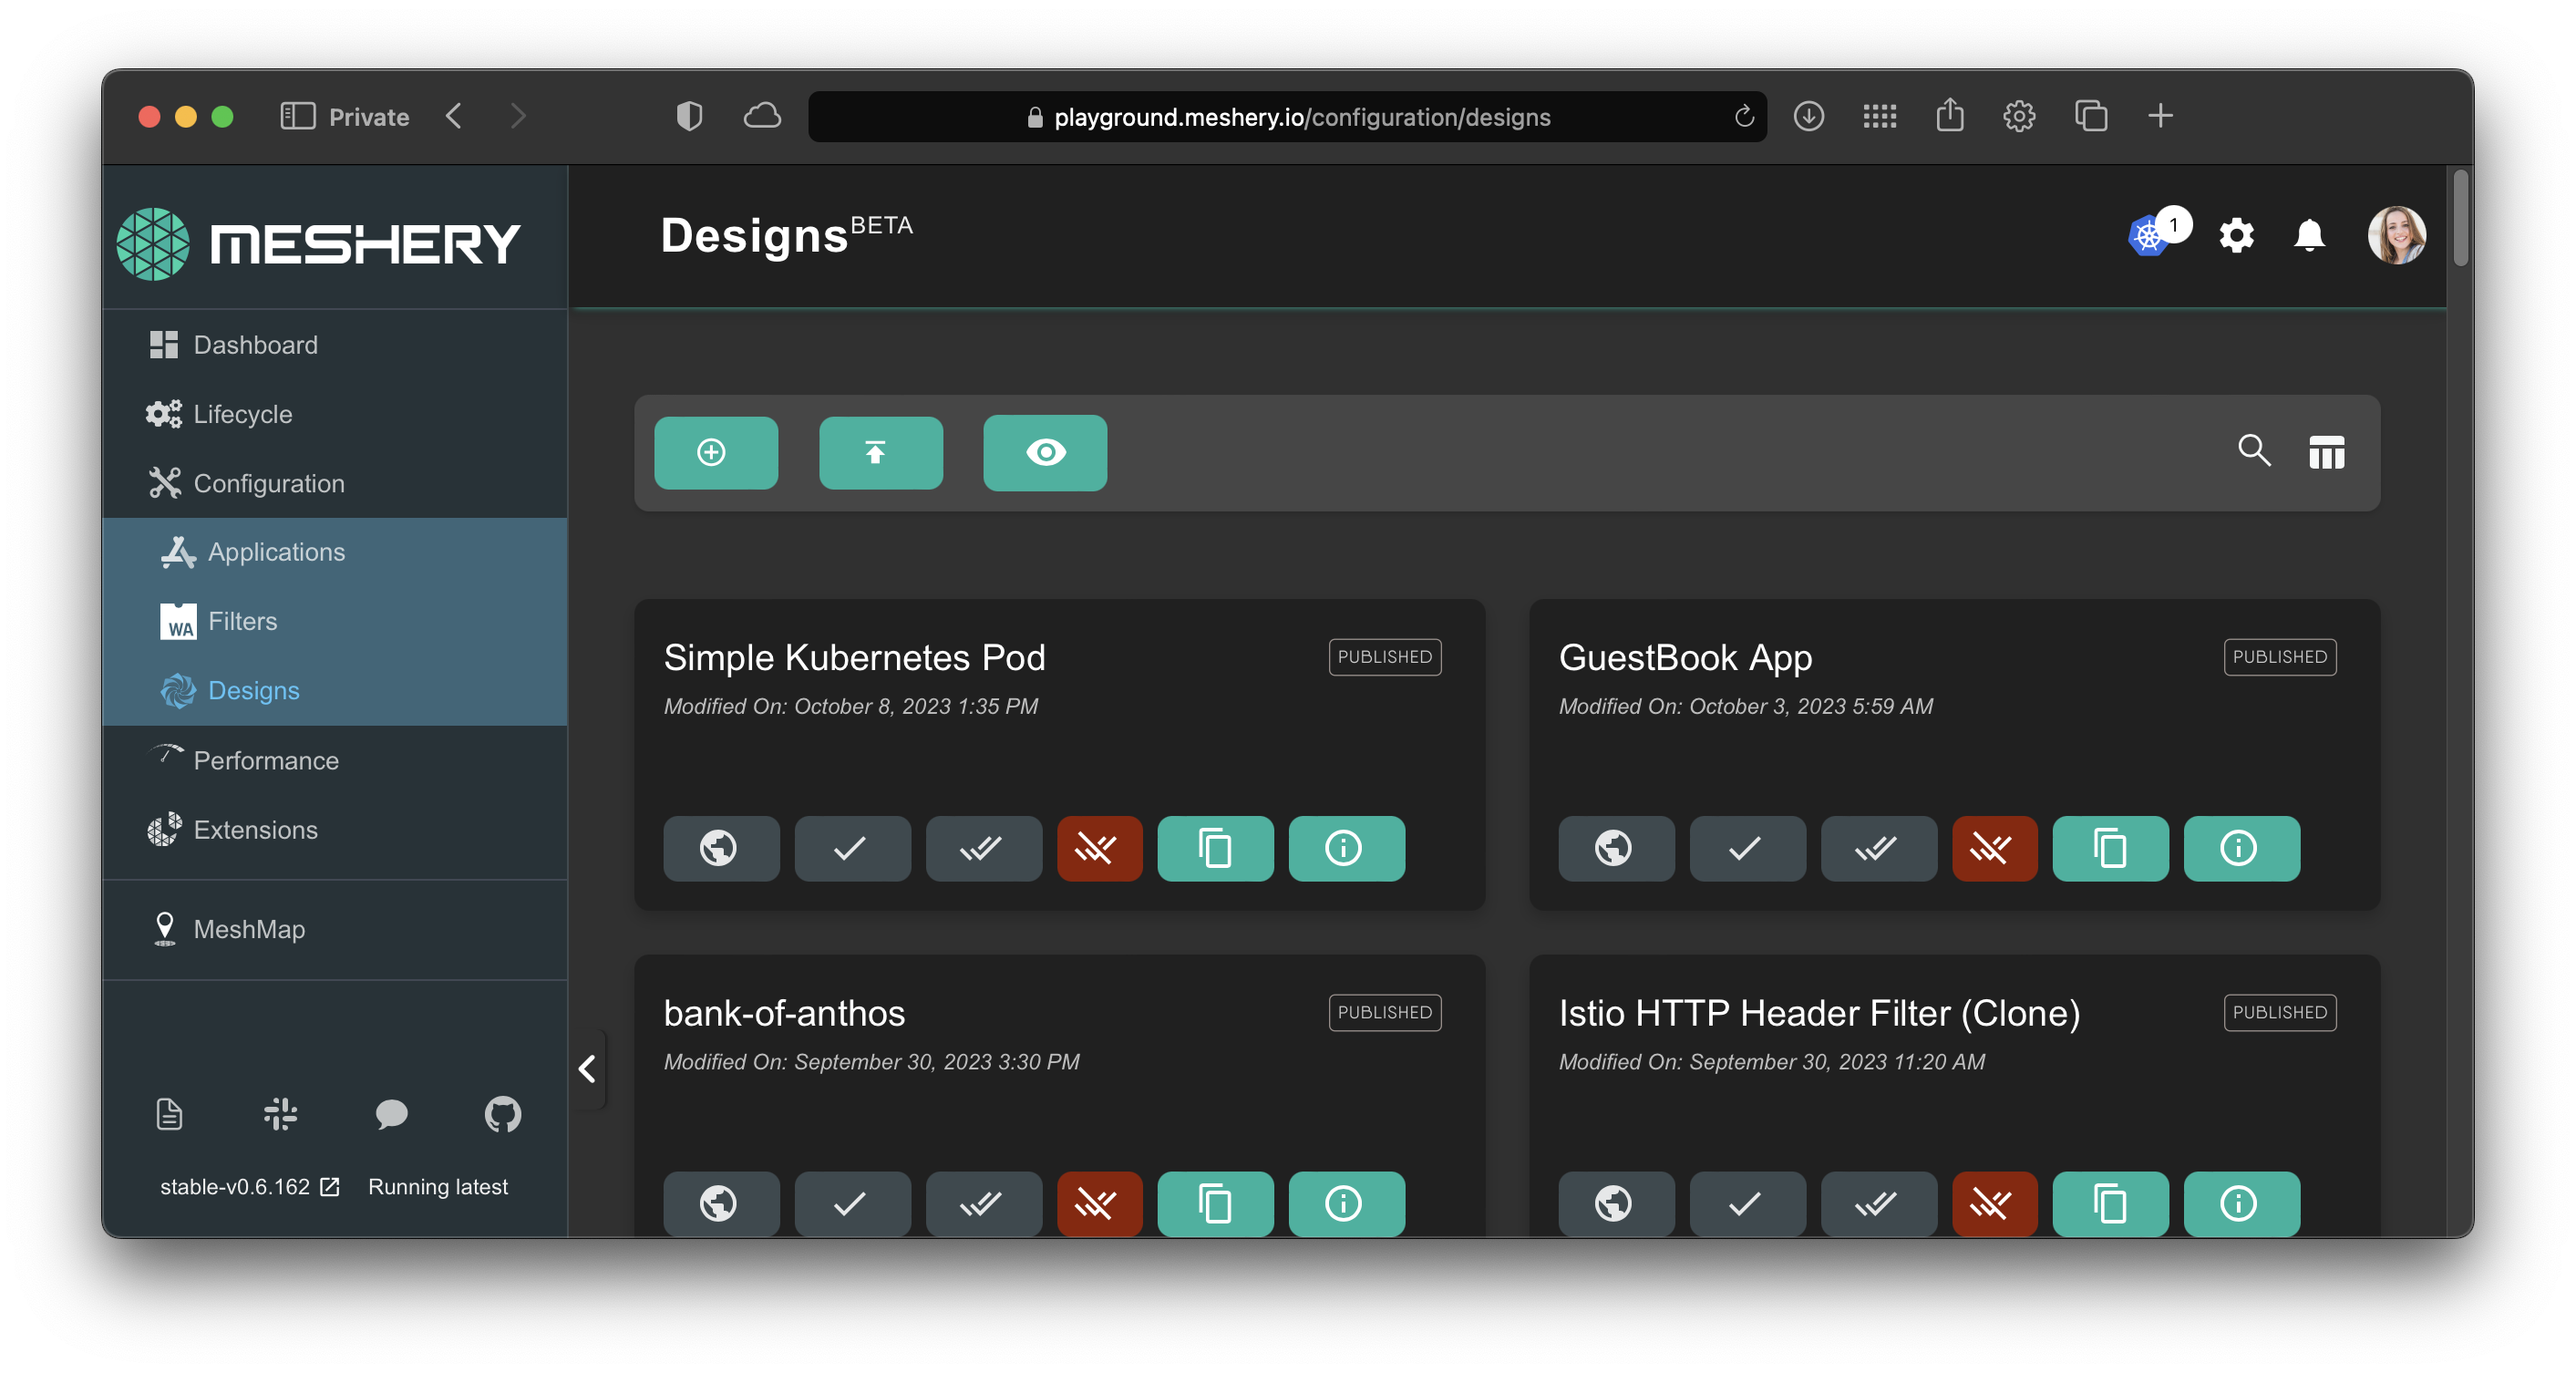 Private
playground.meshery.io/configuration/designs
MESHERY
Designs BETA
1
Dashboard
Lifecycle
Configuration
Applications
WA Filters
Designs
Performance
Extensions
MeshMap
stable-v0.6.162 Running latest
Simple Kubernetes Pod PUBLISHED
Modified On: October 8, 2023 1:35 PM
GuestBook App PUBLISHED
Modified On: October 3, 2023 5:59 AM
bank-of-anthos PUBLISHED
Modified On: September 30, 2023 3:30 PM
Istio HTTP Header Filter (Clone) PUBLISHED
Modified On: September 30, 2023 11:20 AM